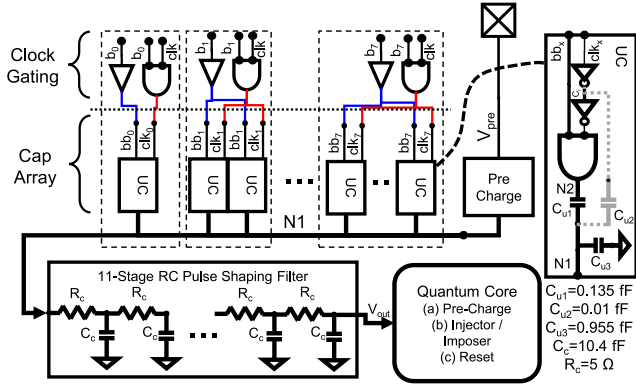 Clock
Gating
b0
clk
b1
clk
b7
clk
Cap
Array
bb0
clk0
bb1
clk1
bb1
clk1
bb7
clk7
bb7
clk7
UC
UC
UC
UC
UC
Vpre
Pre
Charge
N1
bbx
clkx
UC
C
N2
Cu1
Cu2
N1
Cu3
11-Stage RC Pulse Shaping Filter
Rc
Rc
Rc
Rc
Cc
Cc
Cc
Cc
Vout
Quantum Core
(a) Pre-Charge
(b) Injector /
Imposer
(c) Reset
Cu1=0.135 fF
Cu2=0.01 fF
Cu3=0.955 fF
Cc=10.4 fF
Rc=5 Ω